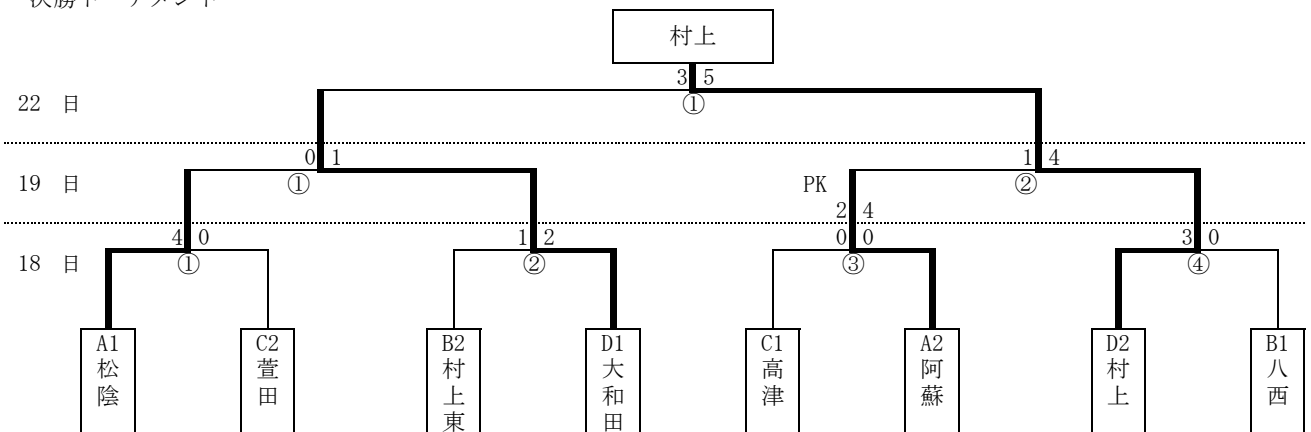 決勝トーナメント
村上
3 5
22 日
①
0 1
1 4
19 日
①
PK
②
2 4
4 0
1 2
0 0
3 0
18 日
①
②
③
④
A1
松陰
C2
萱田
B2
村上東
D1
大和田
C1
高津
A2
阿蘇
D2
村上
B1
八西